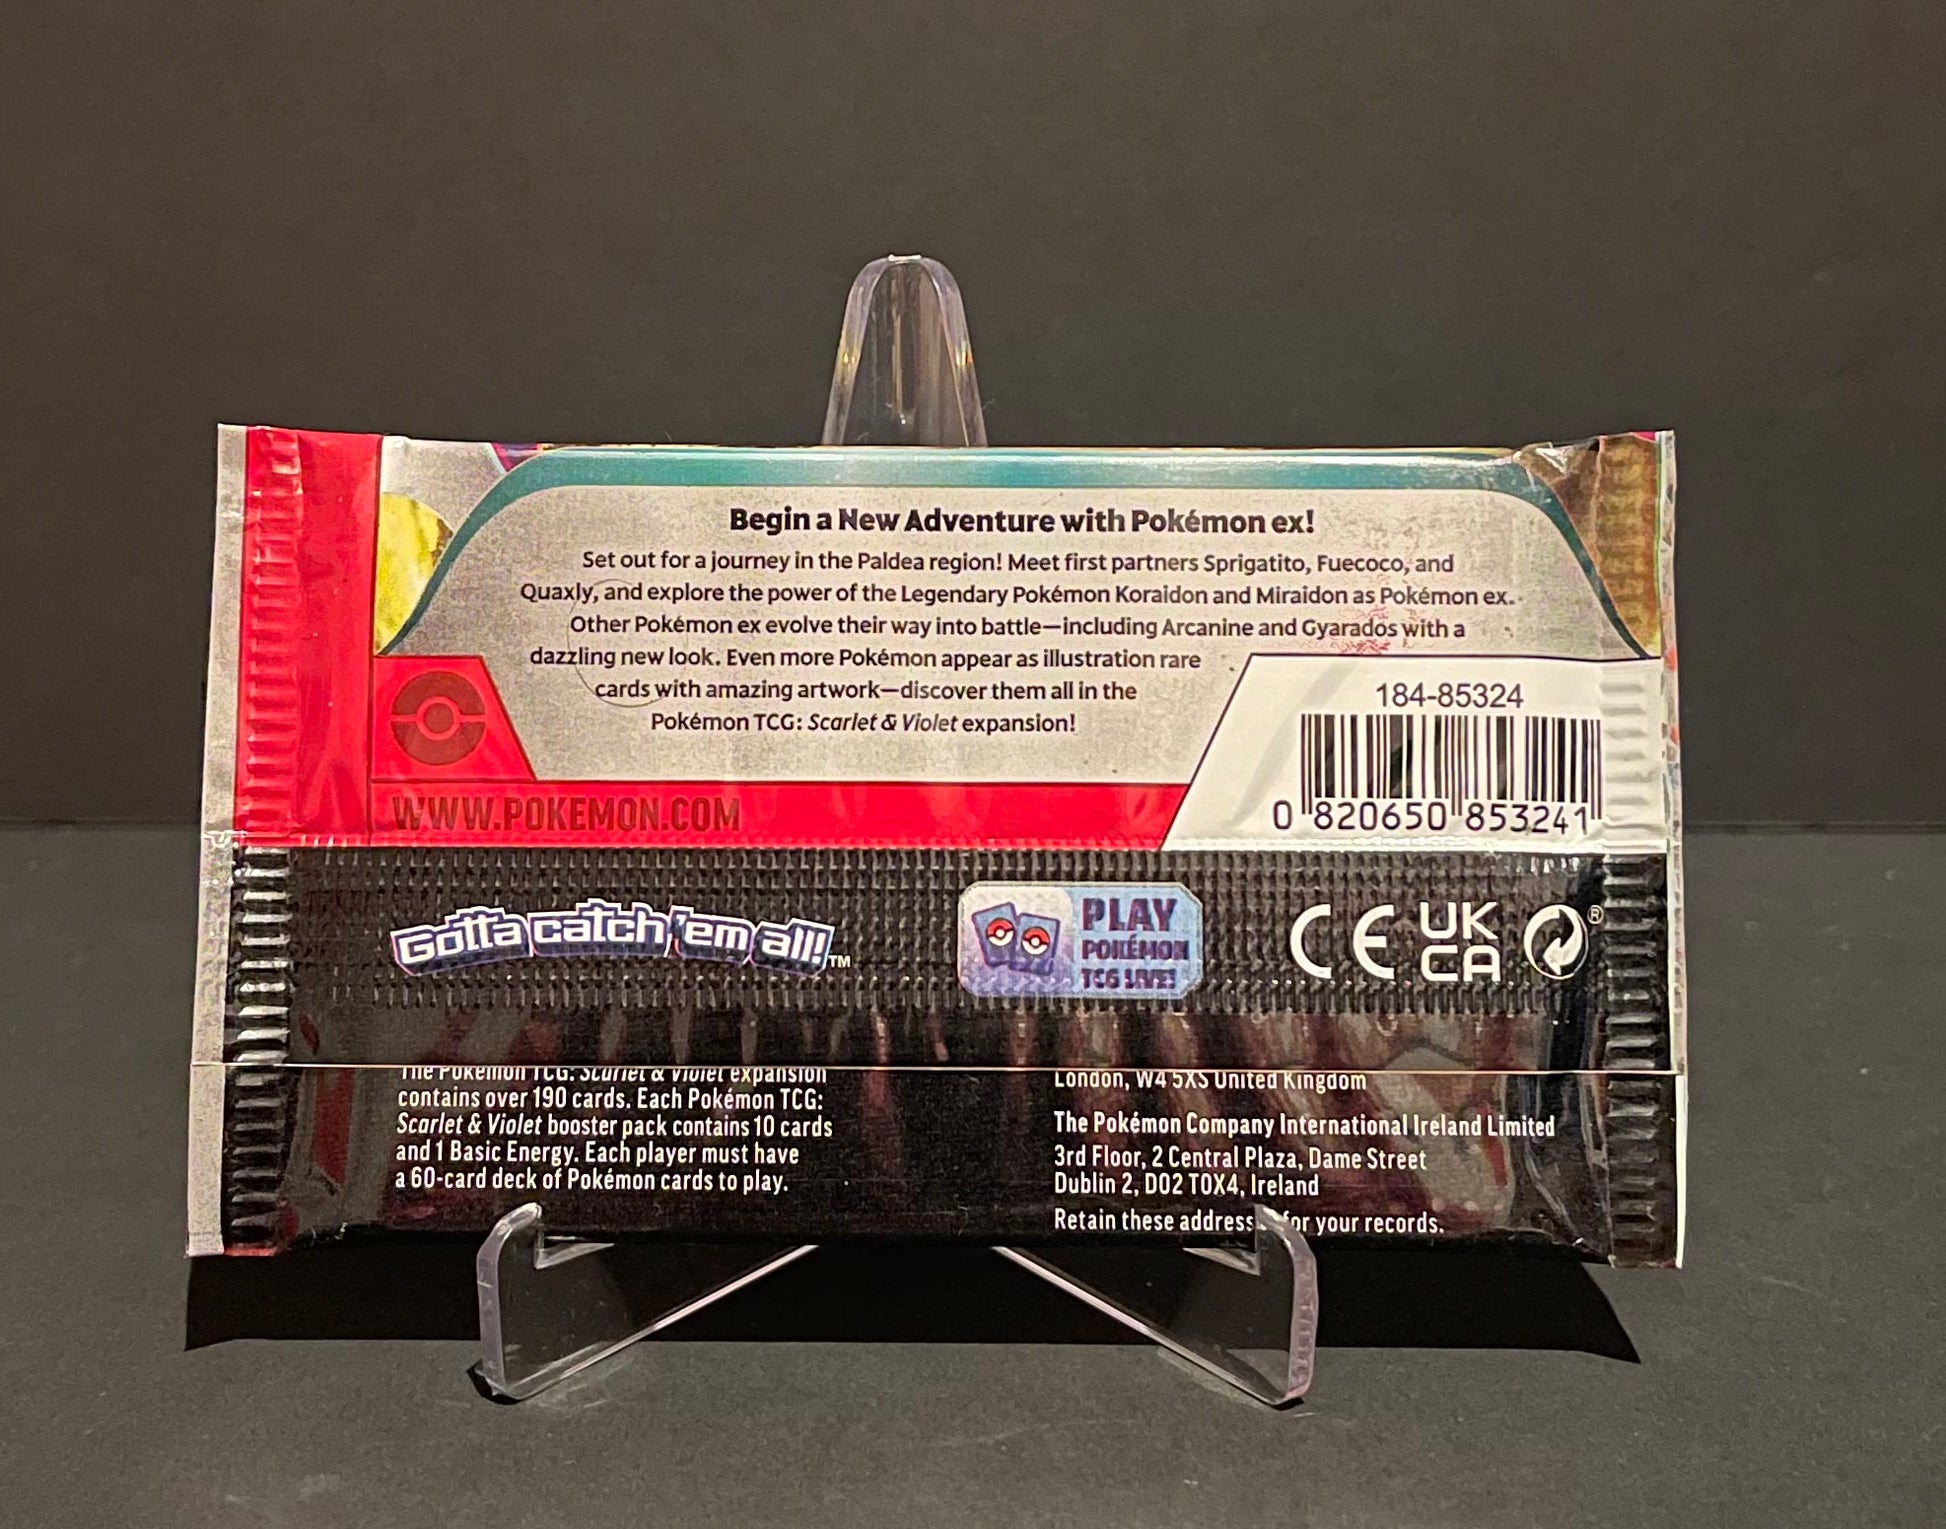 Begin a New Adventure with Pokémon ex!
Set out for a journey in the Paldea region! Meet first partners Sprigatito, Fuecoco, and
Quaxly, and explore the power of the Legendary Pokémon Koraidon and Miraidon as Pokémon ex.
Other Pokémon ex evolve their way into battle—including Arcanine and Gyarados with a
dazzling new look. Even more Pokémon appear as illustration rare
cards with amazing artwork—discover them all in the
Pokémon TCG: Scarlet & Violet expansion!
184-85324
0 820650 853241
WWW.POKEMON.COM
Gotta catch 'em all!™
PLAY
POKÉMON
TCG LIVE!
CE
UK
CA
®
The Pokémon TCG: Scarlet & Violet expansion
contains over 190 cards. Each Pokémon TCG:
Scarlet & Violet booster pack contains 10 cards
and 1 Basic Energy. Each player must have
a 60-card deck of Pokémon cards to play.
London, W4 5XS United Kingdom
The Pokémon Company International Ireland Limited
3rd Floor, 2 Central Plaza, Dame Street
Dublin 2, D02 T0X4, Ireland
Retain these address for your records.